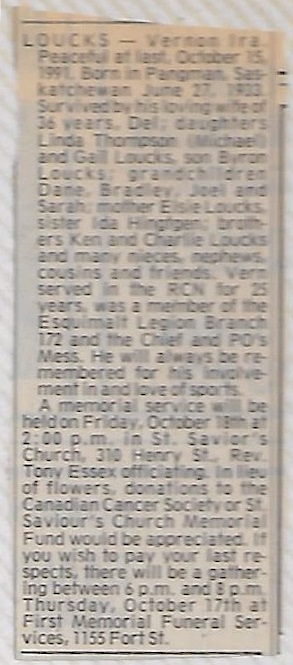 LOUCKS — Vernon Ira.
Peaceful at last, October 15,
1991. Born in Pangman, Sas-
katchewan June 27, 1933.
Survived by his loving wife of
36 years, Del; daughters
Linda Thompson (Michael)
and Gail Loucks, son Byron
Loucks; grandchildren
Dane, Bradley, Joel and
Sarah; mother Elsie Loucks,
sister Ida Hingtgen; broth-
ers Ken and Charlie Loucks
and many nieces, nephews,
cousins and friends. Vern
served in the RCN for 25
years, was a member of the
Esquimalt Legion Branch
172 and the Chief and PO's
Mess. He will always be re-
membered for his involve-
ment in and love of sports.
A memorial service will be
held on Friday, October 18th at
2:00 p.m. in St. Savior's
Church, 310 Henry St., Rev.
Tony Essex officiating. In lieu
of flowers, donations to the
Canadian Cancer Society or St.
Saviour's Church Memorial
Fund would be appreciated. If
you wish to pay your last re-
spects, there will be a gather-
ing between 6 p.m. and 8 p.m.
Thursday, October 17th at
First Memorial Funeral Ser-
vices, 1155 Fort St.